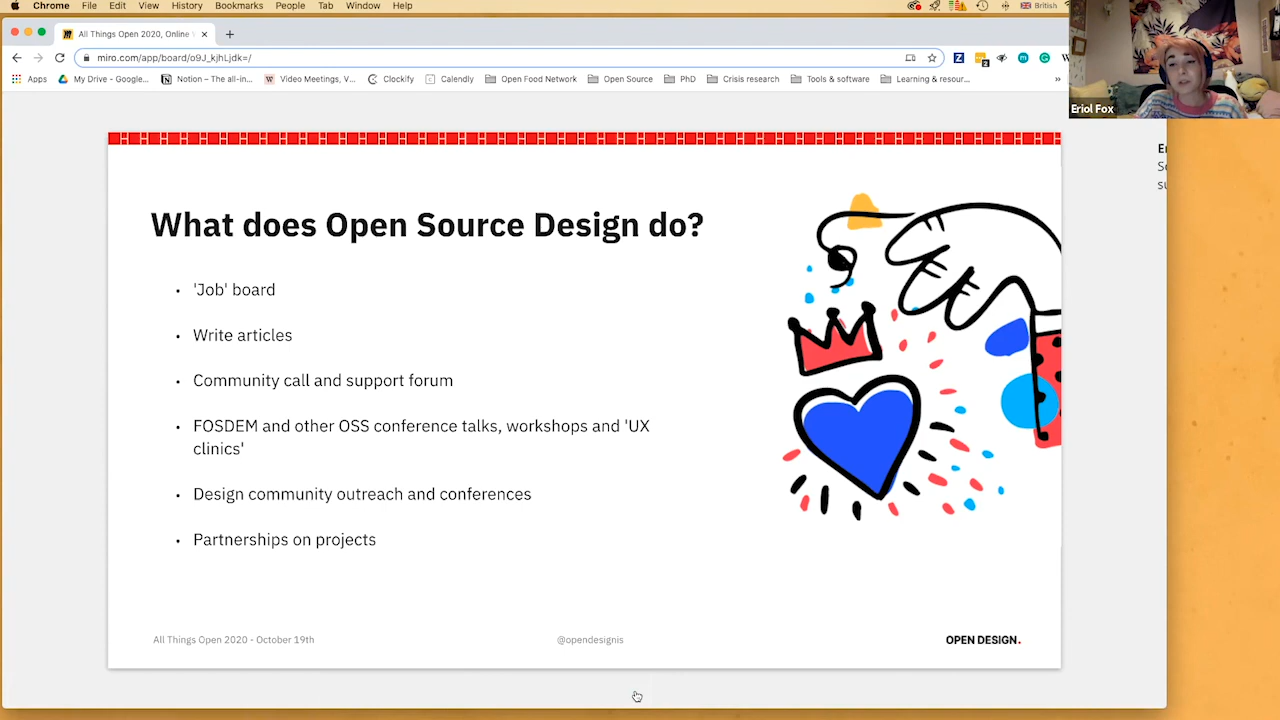 Chrome File Edit View History Bookmarks People Tab Window Help British
All Things Open 2020, Online
miro.com/app/board/o9J_kjhLjdk=/
Apps My Drive - Google... Notion – The all-in... Video Meetings, V... Clockify Calendly Open Food Network Open Source PhD Crisis research Tools & software Learning & resour... »
Eriol Fox
What does Open Source Design do?
• 'Job' board
• Write articles
• Community call and support forum
• FOSDEM and other OSS conference talks, workshops and 'UX
clinics'
• Design community outreach and conferences
• Partnerships on projects
All Things Open 2020 - October 19th @opendesignis OPEN DESIGN.